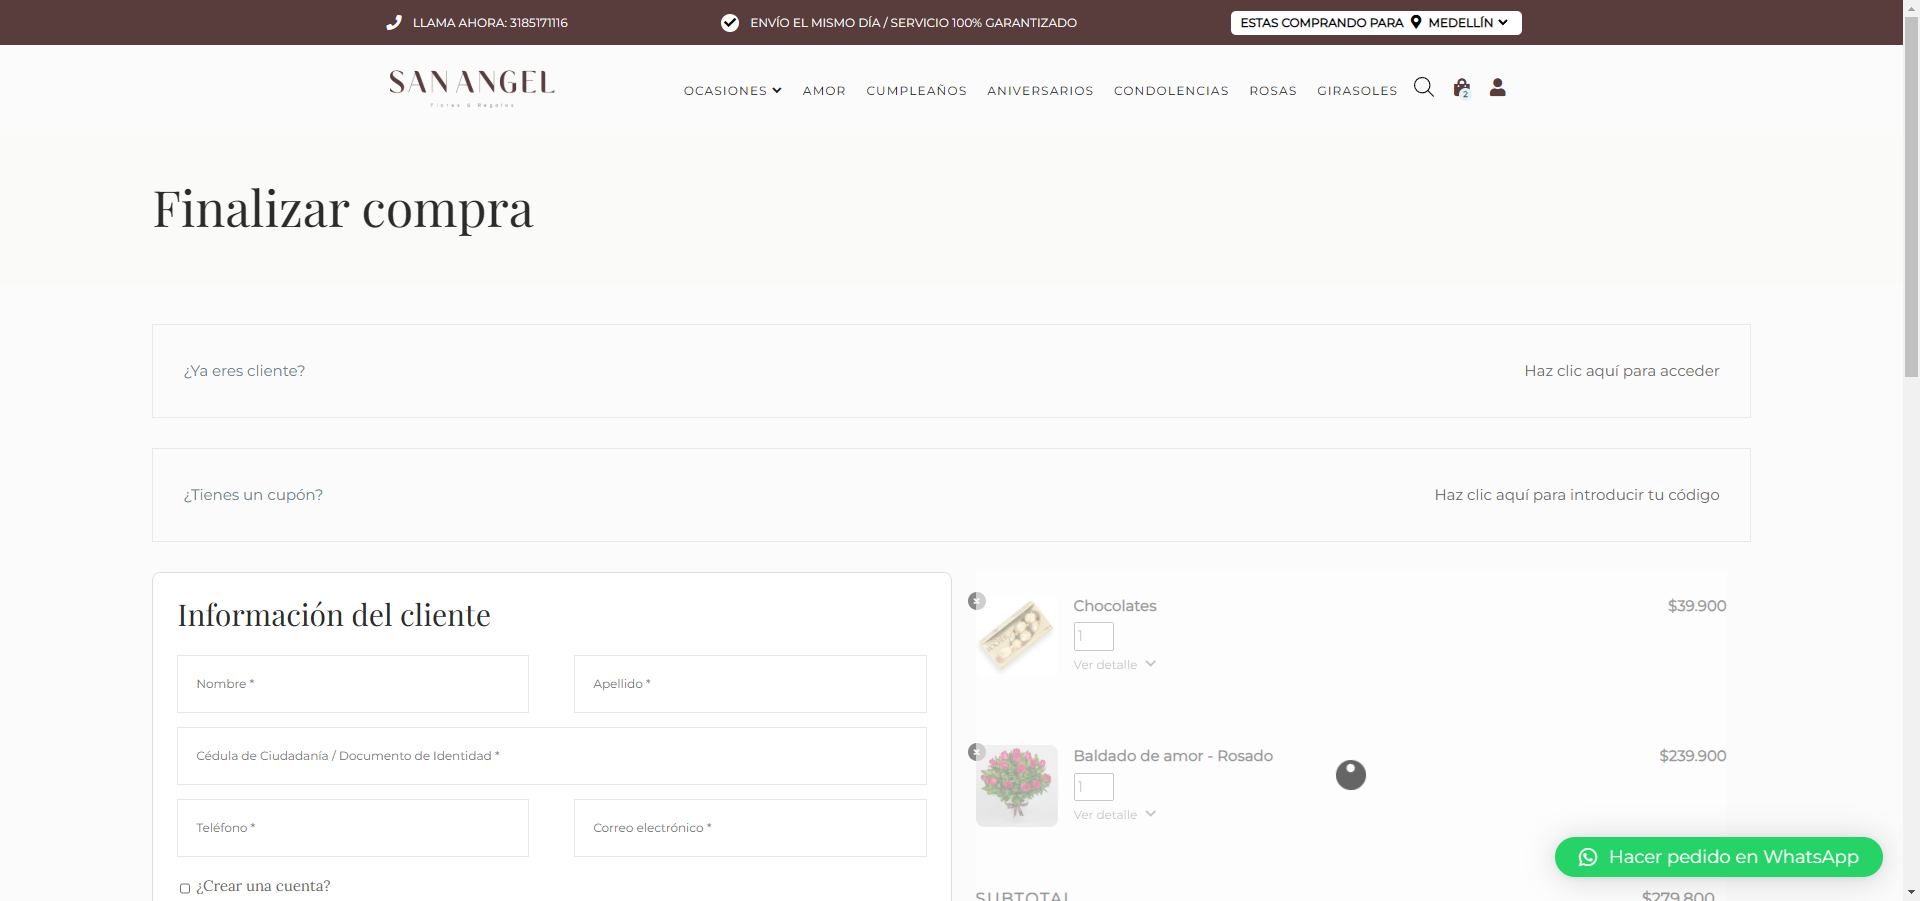 LLAMA AHORA: 3185171116
ENVÍO EL MISMO DÍA / SERVICIO 100% GARANTIZADO
ESTAS COMPRANDO PARA MEDELLÍN
SAN ANGEL
Flores & Regalos
OCASIONES AMOR CUMPLEAÑOS ANIVERSARIOS CONDOLENCIAS ROSAS GIRASOLES
2
Finalizar compra
¿Ya eres cliente? Haz clic aquí para acceder
¿Tienes un cupón? Haz clic aquí para introducir tu código
Información del cliente
Nombre * Apellido *
Cédula de Ciudadanía / Documento de Identidad *
Teléfono * Correo electrónico *
¿Crear una cuenta?
Chocolates $39.900
1
Ver detalle
Baldado de amor - Rosado $239.900
1
Ver detalle
SUBTOTAL $279.800
Hacer pedido en WhatsApp